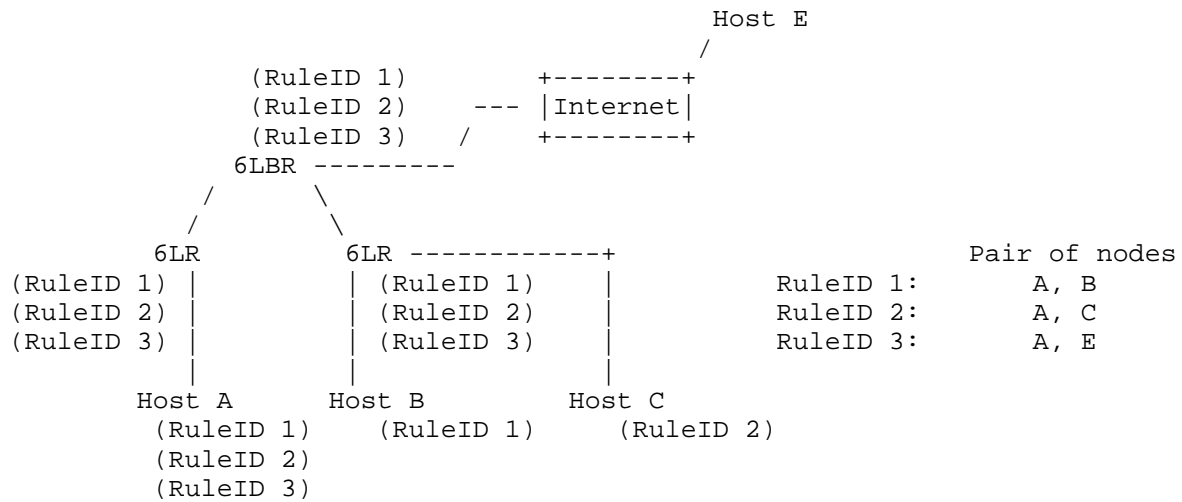 Host E
/
(RuleID 1) +--------+
(RuleID 2) --- |Internet|
(RuleID 3) / +--------+
6LBR ---------
/ \
/ \
6LR 6LR ------------+ Pair of nodes
(RuleID 1) | | (RuleID 1) | RuleID 1: A, B
(RuleID 2) | | (RuleID 2) | RuleID 2: A, C
(RuleID 3) | | (RuleID 3) | RuleID 3: A, E
| | |
Host A Host B Host C
(RuleID 1) (RuleID 1) (RuleID 2)
(RuleID 2)
(RuleID 3)